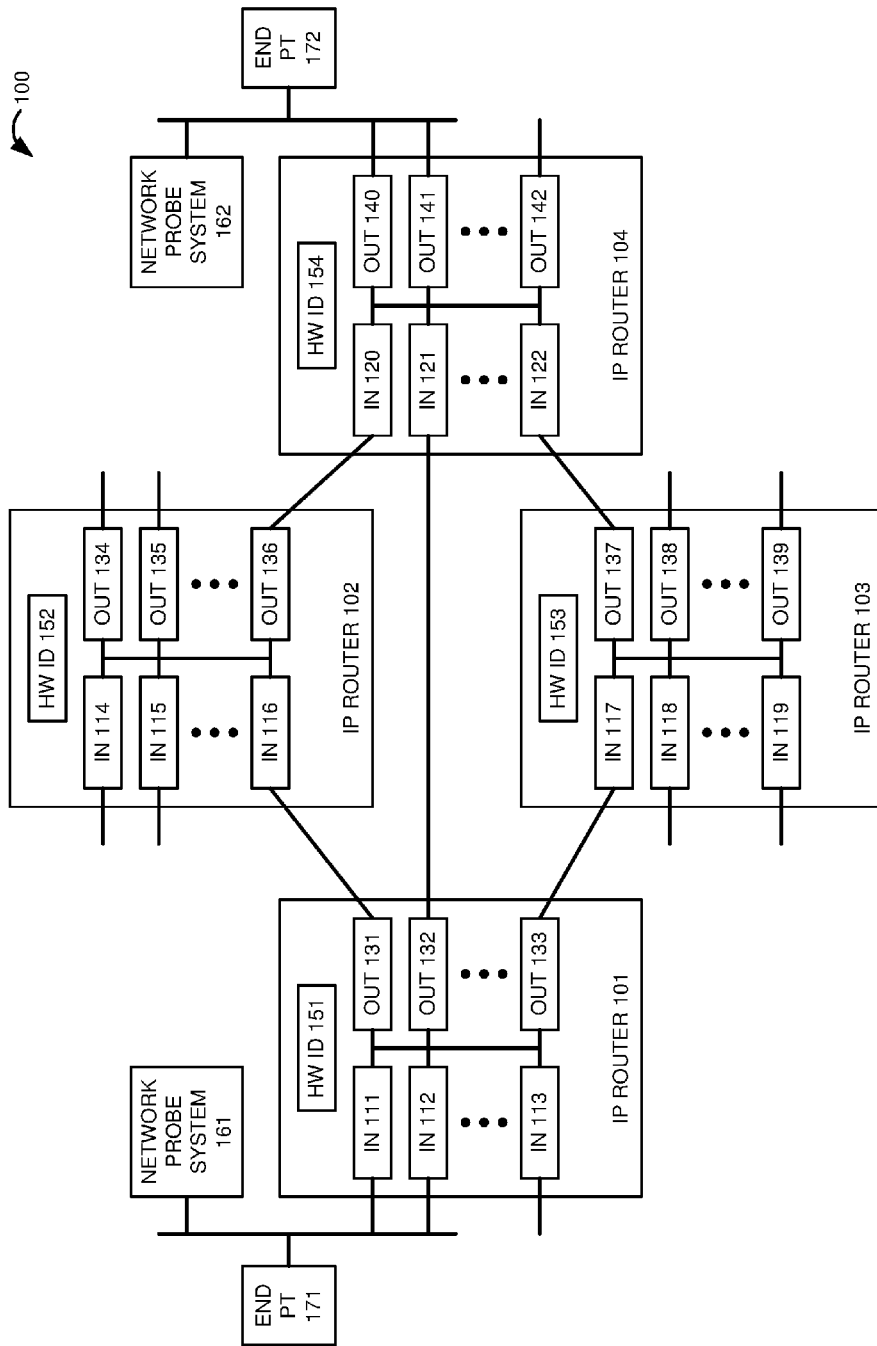 100
NETWORK
PROBE
SYSTEM
161
END
PT
171
IP ROUTER 101
HW ID 151
IN 111
IN 112
IN 113
OUT 131
OUT 132
OUT 133
IP ROUTER 102
HW ID 152
IN 114
IN 115
IN 116
OUT 134
OUT 135
OUT 136
IP ROUTER 103
HW ID 153
IN 117
IN 118
IN 119
OUT 137
OUT 138
OUT 139
IP ROUTER 104
HW ID 154
IN 120
IN 121
IN 122
OUT 140
OUT 141
OUT 142
NETWORK
PROBE
SYSTEM
162
END
PT
172